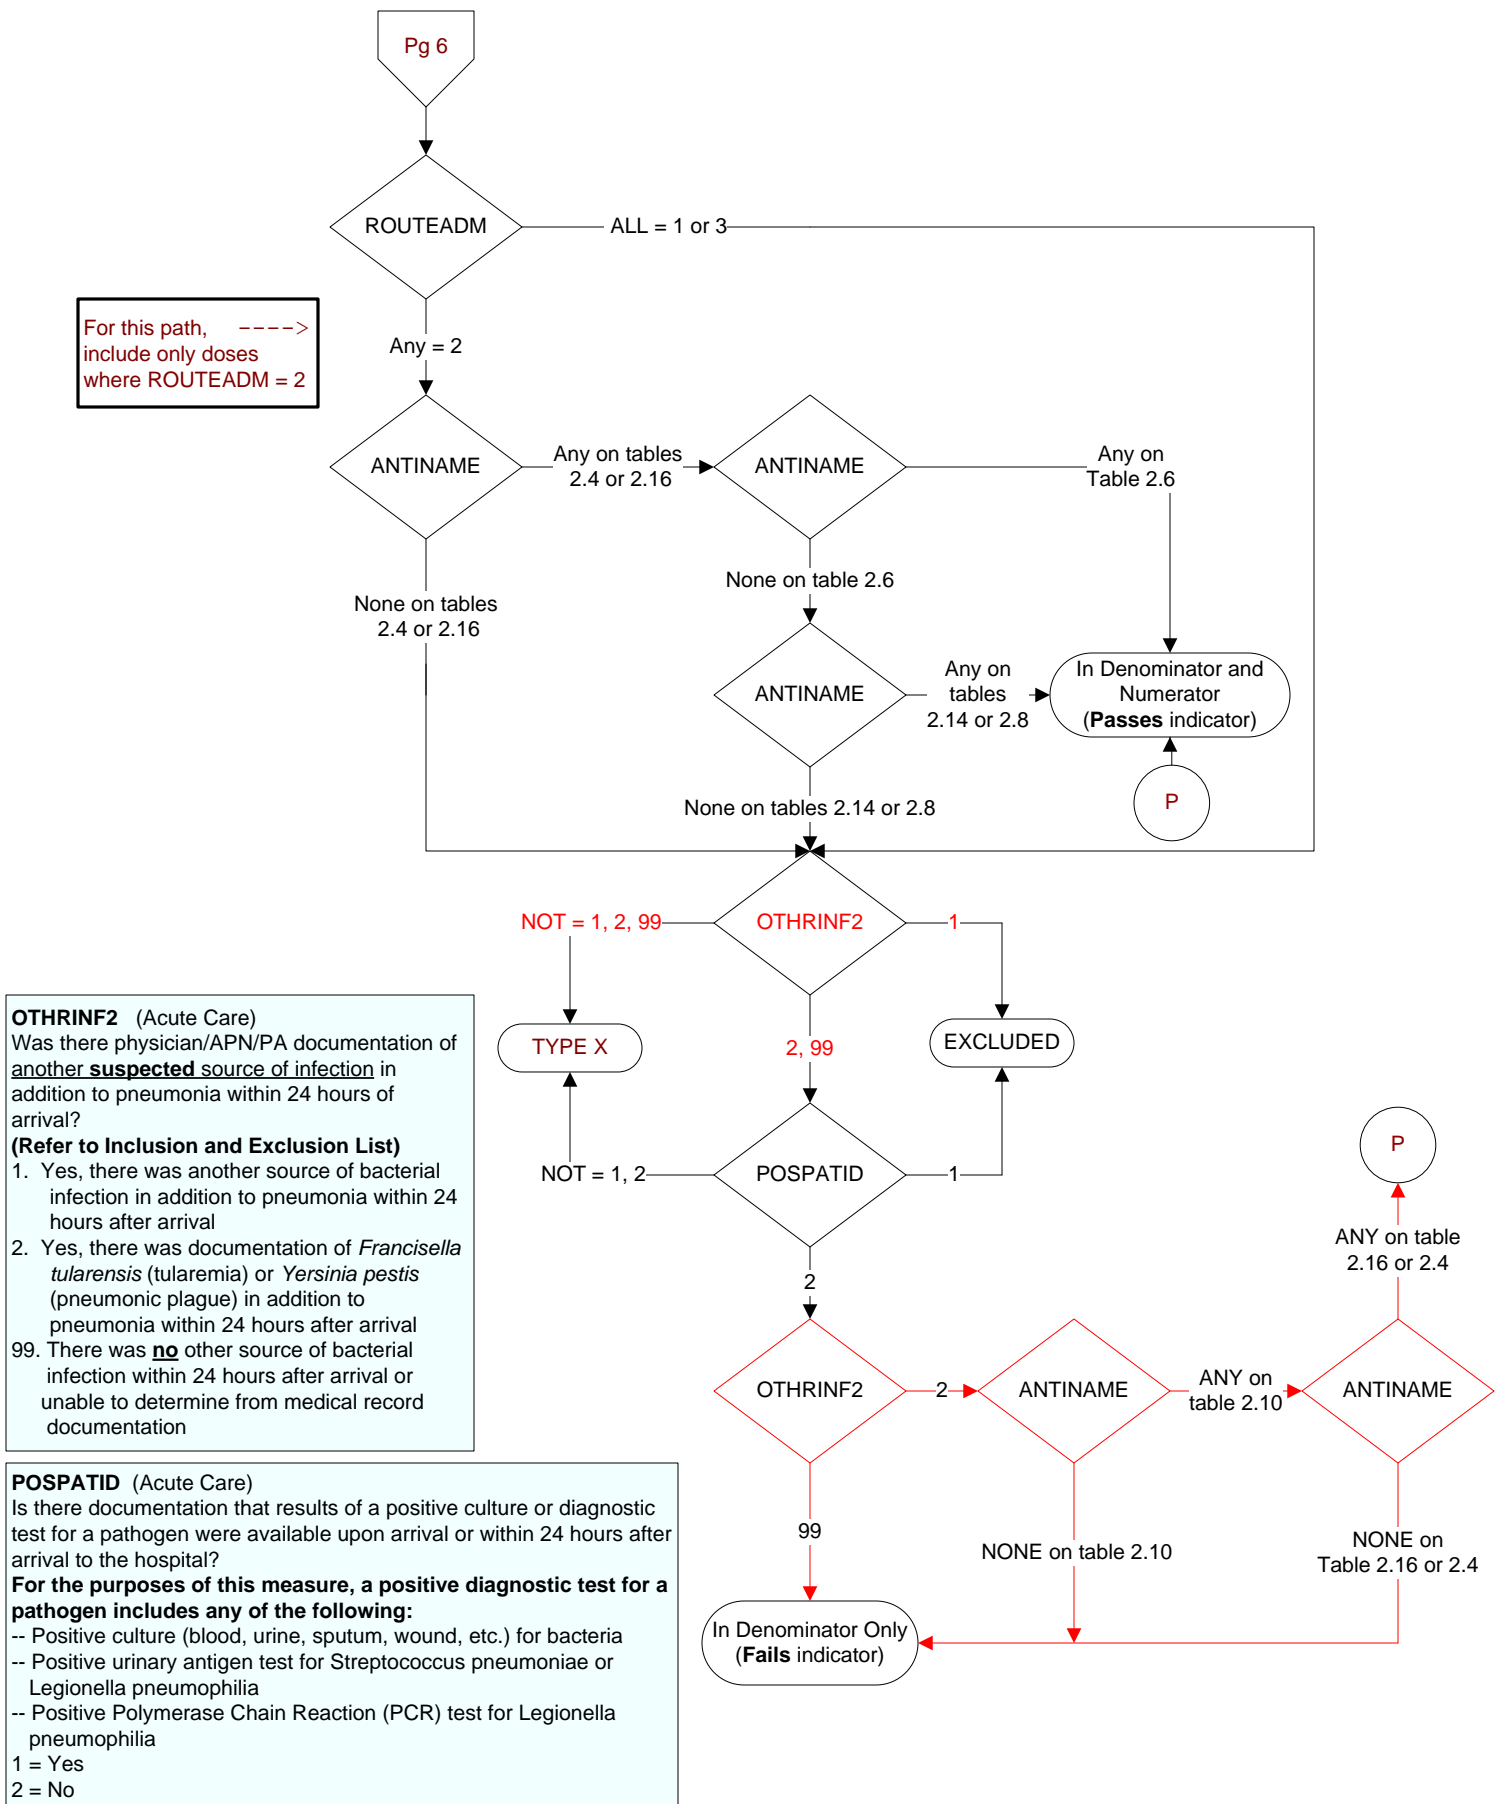 Pg 6
ROUTEADM
ALL = 1 or 3
For this path, ---->
include only doses
where ROUTEADM = 2
Any = 2
ANTINAME
Any on tables
2.4 or 2.16
ANTINAME
Any on
Table 2.6
None on tables
2.4 or 2.16
None on table 2.6
ANTINAME
Any on
tables
2.14 or 2.8
In Denominator and
Numerator
(Passes indicator)
P
None on tables 2.14 or 2.8
NOT = 1, 2, 99
OTHRINF2
1
TYPE X
2, 99
EXCLUDED
NOT = 1, 2
POSPATID
1
2
P
ANY on table
2.16 or 2.4
OTHRINF2
2
ANTINAME
ANY on
table 2.10
ANTINAME
99
NONE on table 2.10
NONE on
Table 2.16 or 2.4
In Denominator Only
(Fails indicator)
OTHRINF2 (Acute Care)
Was there physician/APN/PA documentation of
another suspected source of infection in
addition to pneumonia within 24 hours of
arrival?
(Refer to Inclusion and Exclusion List)
1. Yes, there was another source of bacterial
infection in addition to pneumonia within 24
hours after arrival
2. Yes, there was documentation of Francisella
tularensis (tularemia) or Yersinia pestis
(pneumonic plague) in addition to
pneumonia within 24 hours after arrival
99. There was no other source of bacterial
infection within 24 hours after arrival or
unable to determine from medical record
documentation
POSPATID (Acute Care)
Is there documentation that results of a positive culture or diagnostic
test for a pathogen were available upon arrival or within 24 hours after
arrival to the hospital?
For the purposes of this measure, a positive diagnostic test for a
pathogen includes any of the following:
-- Positive culture (blood, urine, sputum, wound, etc.) for bacteria
-- Positive urinary antigen test for Streptococcus pneumoniae or
Legionella pneumophilia
-- Positive Polymerase Chain Reaction (PCR) test for Legionella
pneumophilia
1 = Yes
2 = No